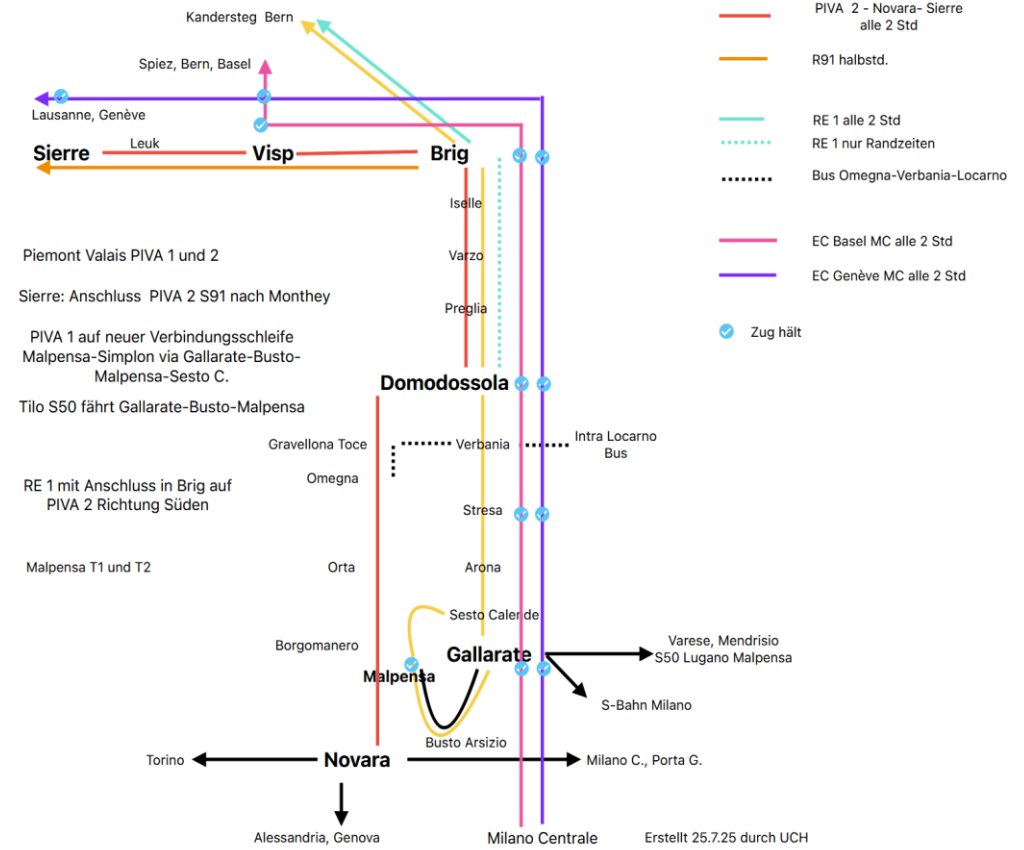 Kandersteg Bern
Spiez, Bern, Basel
Lausanne, Genève
Leuk
Sierre
Visp
Brig
Iselle
Varzo
Preglia
Domodossola
Piemont Valais PIVA 1 und 2
Sierre: Anschluss PIVA 2 S91 nach Monthey
PIVA 1 auf neuer Verbindungsschleife
Malpensa-Simplon via Gallarate-Busto-
Malpensa-Sesto C.
Tilo S50 fährt Gallarate-Busto-Malpensa
RE 1 mit Anschluss in Brig auf
PIVA 2 Richtung Süden
Malpensa T1 und T2
Gravellona Toce
Verbania
Intra Locarno
Bus
Omegna
Stresa
Orta
Arona
Sesto Calende
Borgomanero
Gallarate
Malpensa
Varese, Mendrisio
S50 Lugano Malpensa
S-Bahn Milano
Busto Arsizio
Torino
Novara
Milano C., Porta G.
Alessandria, Genova
Milano Centrale
Erstellt 25.7.25 durch UCH
PIVA 2 - Novara- Sierre
alle 2 Std
R91 halbstd.
RE 1 alle 2 Std
RE 1 nur Randzeiten
Bus Omegna-Verbania-Locarno
EC Basel MC alle 2 Std
EC Genève MC alle 2 Std
Zug hält